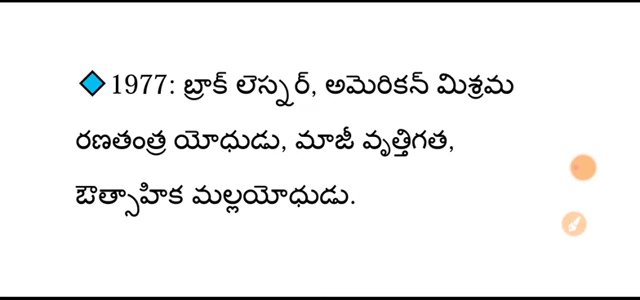 🔷1977: బ్రాక్ లెస్నర్, అమెరికన్ మిశ్రమ
రణతంత్ర యోధుడు, మాజీ వృత్తిగత,
ఔత్సాహిక మల్లయోధుడు.